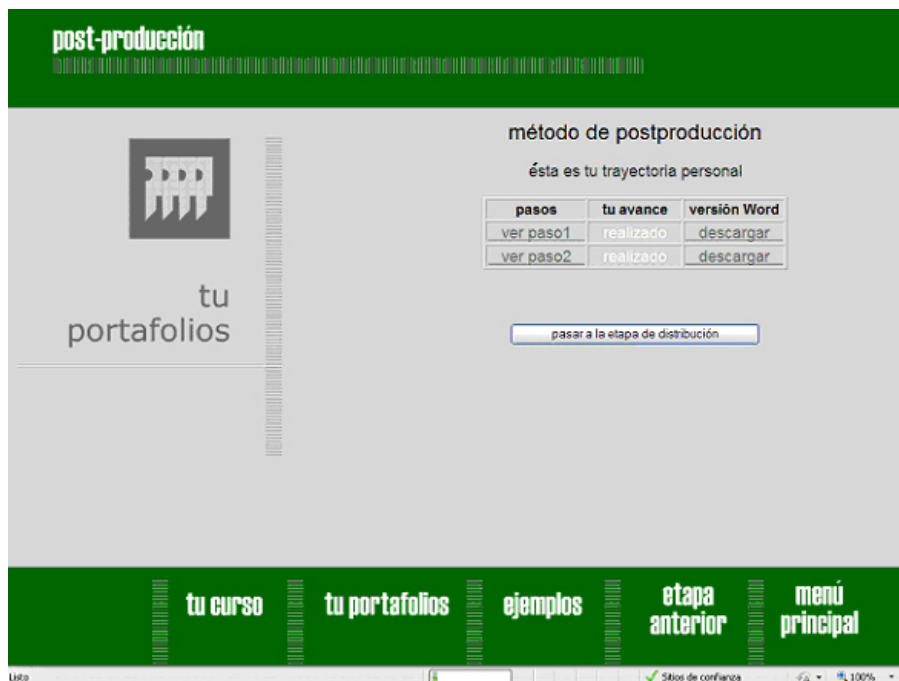 post-producción
método de postproducción
ésta es tu trayectoria personal
pasos tu avance versión Word
ver paso1 realizado descargar
ver paso2 realizado descargar
tu
portafolios
pasar a la etapa de distribución
tu curso tu portafolios ejemplos etapa anterior menú principal
Listo Sitios de confianza 100%